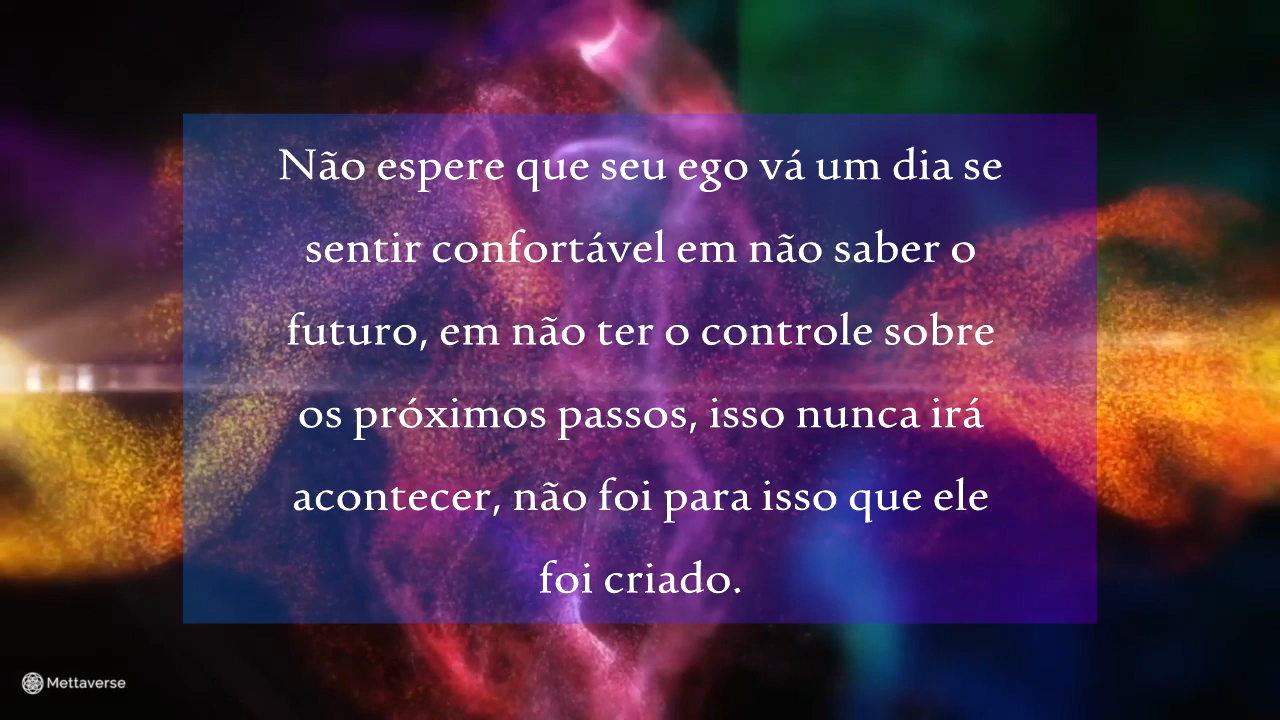 Não espere que seu ego vá um dia se
sentir confortável em não saber o
futuro, em não ter o controle sobre
os próximos passos, isso nunca irá
acontecer, não foi para isso que ele
foi criado.
Mettaverse